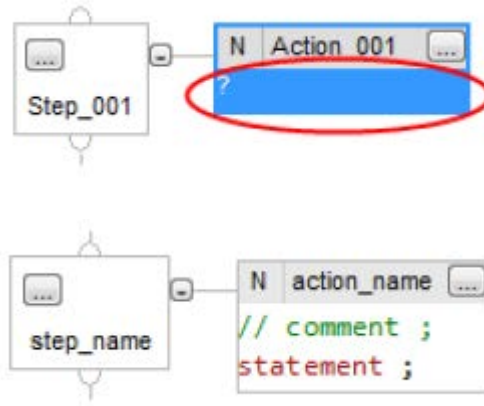 ... N Action_001 ...
Step_001 ?
... N action_name ...
// comment ;
step_name
statement ;